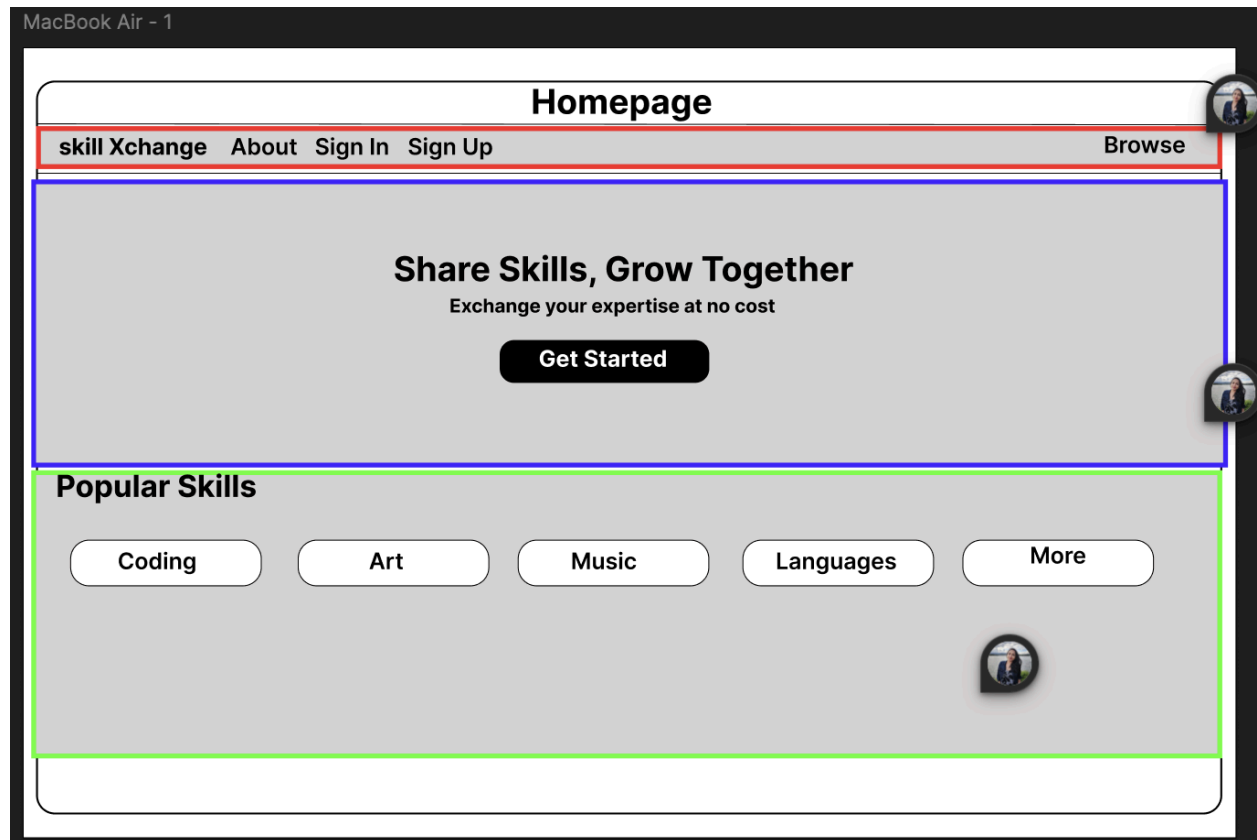 MacBook Air - 1
Homepage
skill Xchange About Sign In Sign Up Browse
Share Skills, Grow Together
Exchange your expertise at no cost
Get Started
Popular Skills
Coding Art Music Languages More